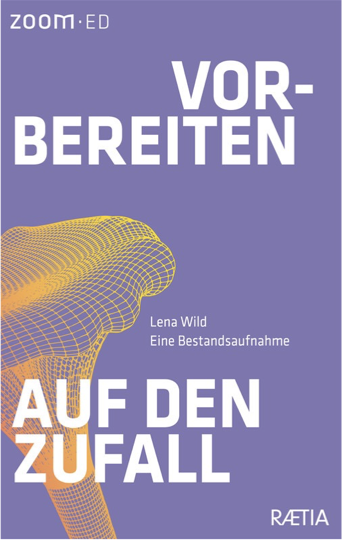 ZOOM·ED
VOR-
BEREITEN
Lena Wild
Eine Bestandsaufnahme
AUF DEN
ZUFALL
RÆTIA